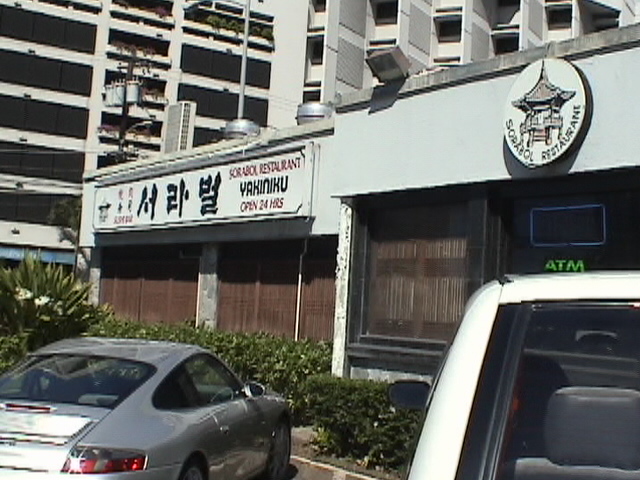 서라벌
SORABOL RESTAURANT
YAKINIKU
OPEN 24 HRS
SORABOL RESTAURANT
ATM